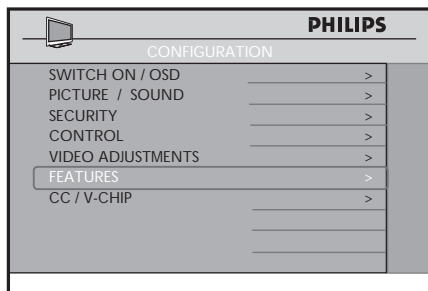 PHILIPS
CONFIGURATION
SWITCH ON / OSD >
PICTURE / SOUND >
SECURITY >
CONTROL >
VIDEO ADJUSTMENTS >
FEATURES >
CC / V-CHIP >